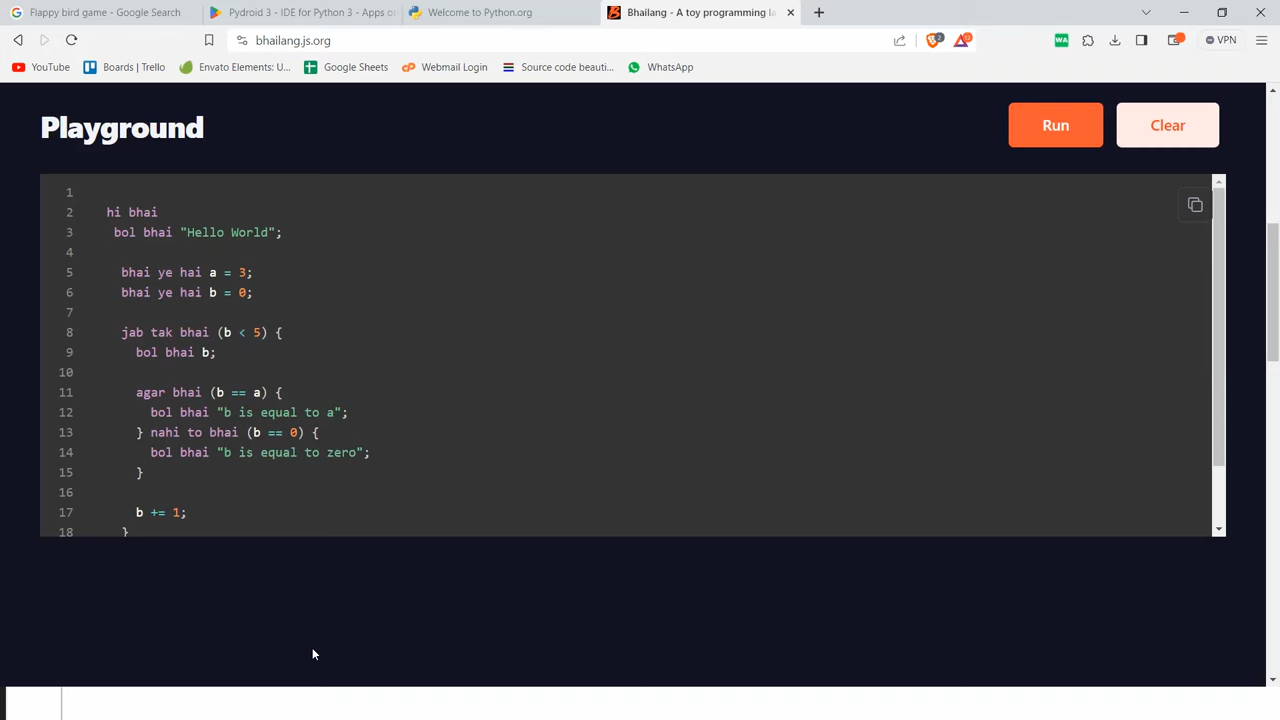 Flappy bird game - Google Search
Pydroid 3 - IDE for Python 3 - Apps o
Welcome to Python.org
Bhailang - A toy programming la
bhailang.js.org
2
VPN
YouTube
Boards | Trello
Envato Elements: U...
Google Sheets
Webmail Login
Source code beauti...
WhatsApp
Playground
Run
Clear
1
2 hi bhai
3 bol bhai "Hello World";
4
5 bhai ye hai a = 3;
6 bhai ye hai b = 0;
7
8 jab tak bhai (b < 5) {
9 bol bhai b;
10
11 agar bhai (b == a) {
12 bol bhai "b is equal to a";
13 } nahi to bhai (b == 0) {
14 bol bhai "b is equal to zero";
15 }
16
17 b += 1;
18 }